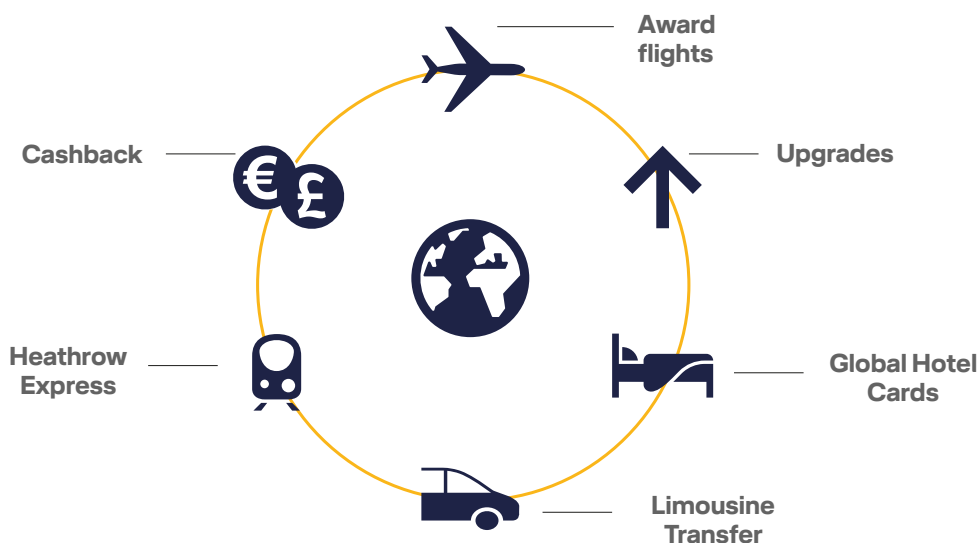 Award
flights
Cashback
Upgrades
€
£
Heathrow
Express
Global Hotel
Cards
Limousine
Transfer